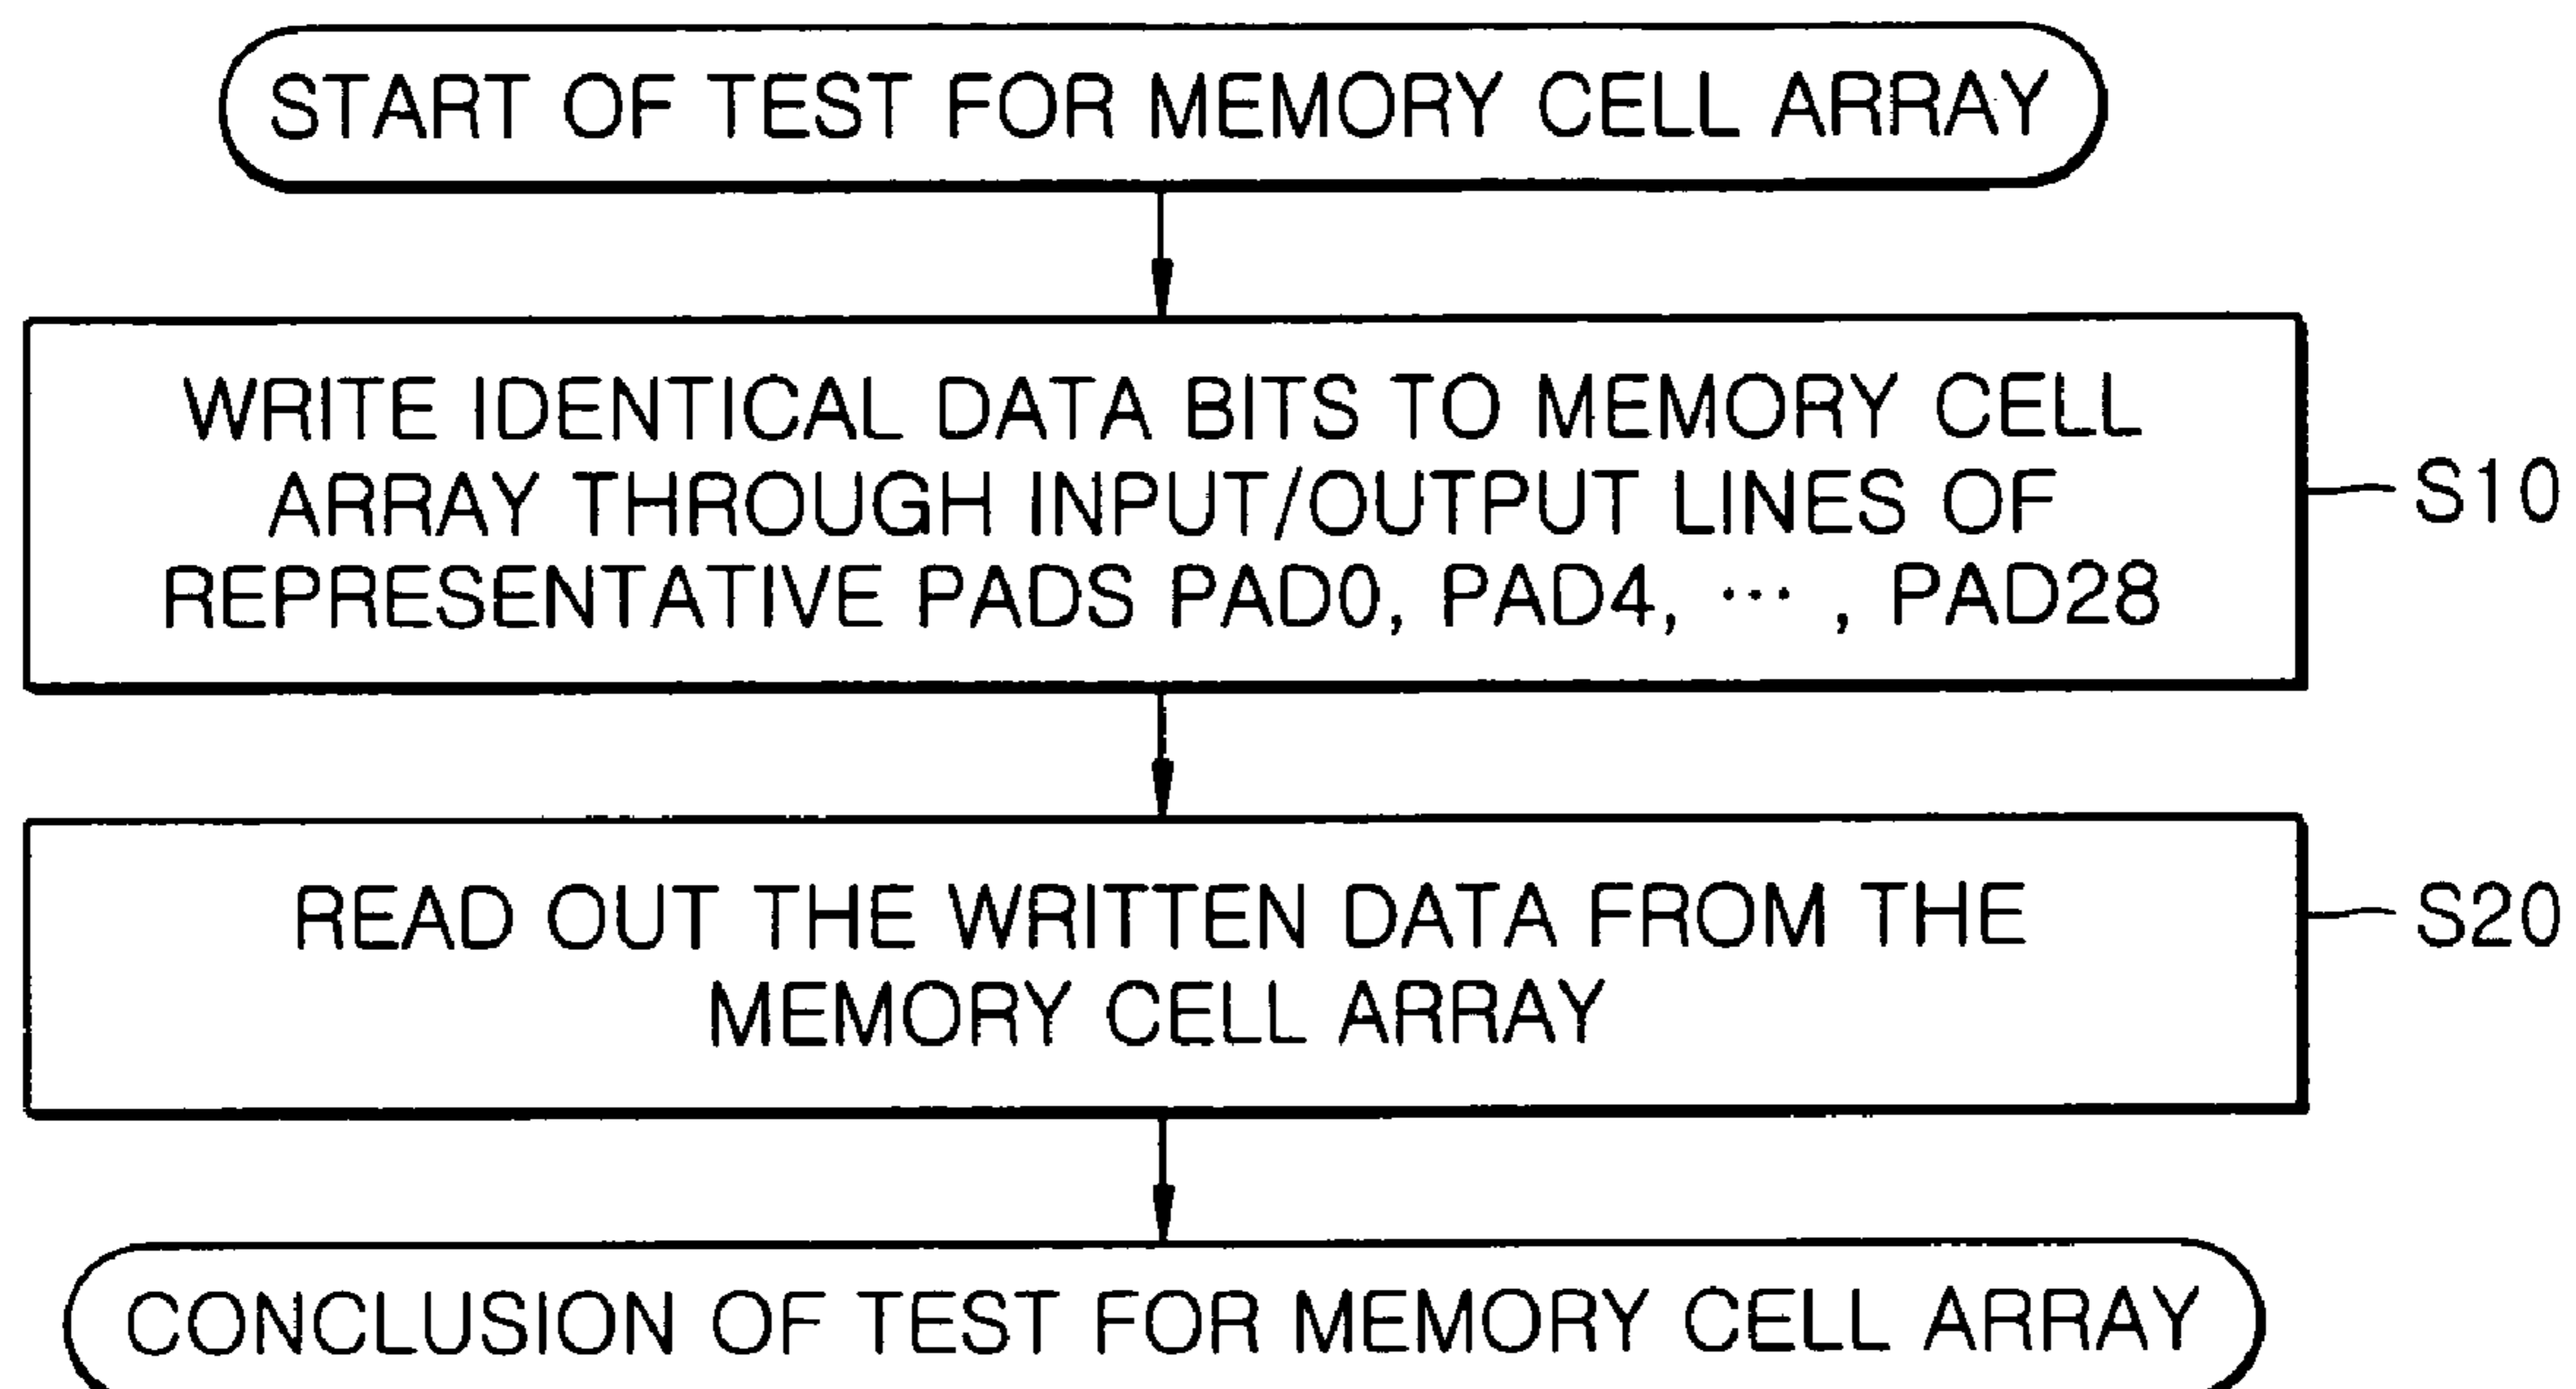 START OF TEST FOR MEMORY CELL ARRAY
WRITE IDENTICAL DATA BITS TO MEMORY CELL
ARRAY THROUGH INPUT/OUTPUT LINES OF
REPRESENTATIVE PADS PAD0, PAD4, ··· , PAD28
S10
READ OUT THE WRITTEN DATA FROM THE
MEMORY CELL ARRAY
S20
CONCLUSION OF TEST FOR MEMORY CELL ARRAY